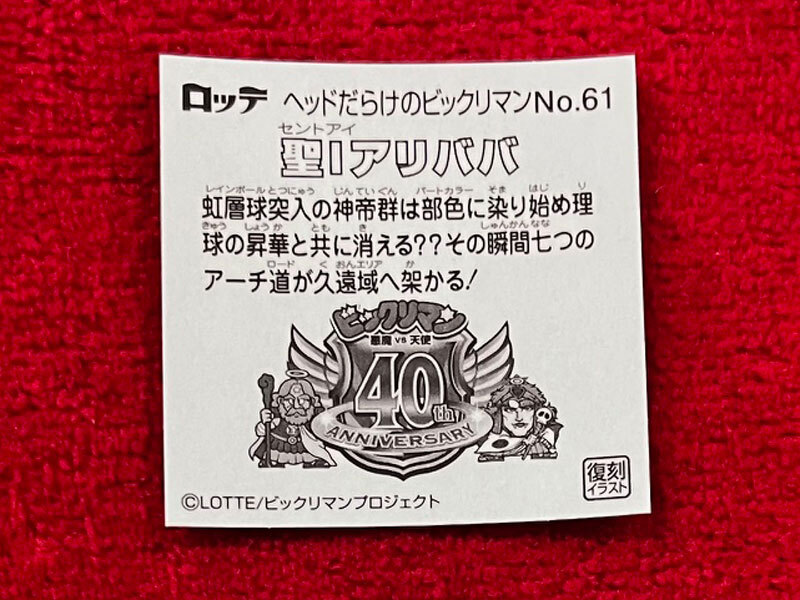 ロッテ ヘッドだらけのビックリマンNo.61
セントアイ
聖Iアリババ
レインボール とつにゅう じんていぐん パートカラー そま はじ り
虹層球突入の神帝群は部色に染り始め理
きゅう しょうか とも き しゅんかんなな
球の昇華と共に消える??その瞬間七つの
ロード く おんエリア か
アーチ道が久遠域へ架かる!
ビックリマン
悪魔 VS 天使
40th
ANNIVERSARY
復刻
イラスト
©LOTTE/ビックリマンプロジェクト